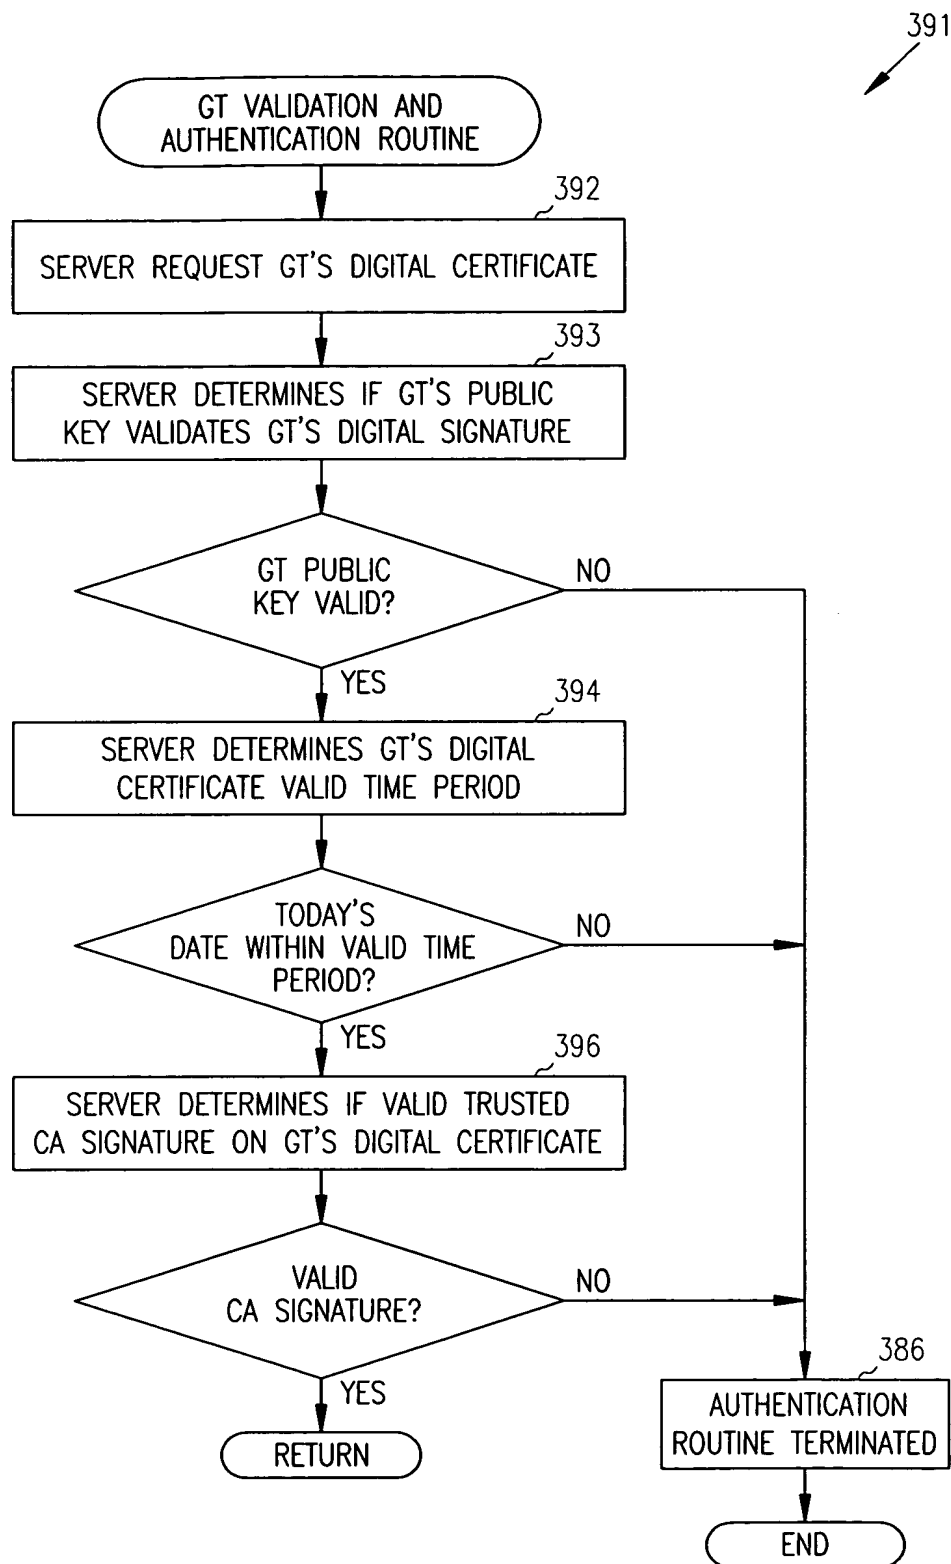 391
GT VALIDATION AND
AUTHENTICATION ROUTINE
392
SERVER REQUEST GT'S DIGITAL CERTIFICATE
393
SERVER DETERMINES IF GT'S PUBLIC
KEY VALIDATES GT'S DIGITAL SIGNATURE
GT PUBLIC
KEY VALID?
NO
YES
394
SERVER DETERMINES GT'S DIGITAL
CERTIFICATE VALID TIME PERIOD
TODAY'S
DATE WITHIN VALID TIME
PERIOD?
NO
YES
396
SERVER DETERMINES IF VALID TRUSTED
CA SIGNATURE ON GT'S DIGITAL CERTIFICATE
VALID
CA SIGNATURE?
NO
YES
RETURN
386
AUTHENTICATION
ROUTINE TERMINATED
END